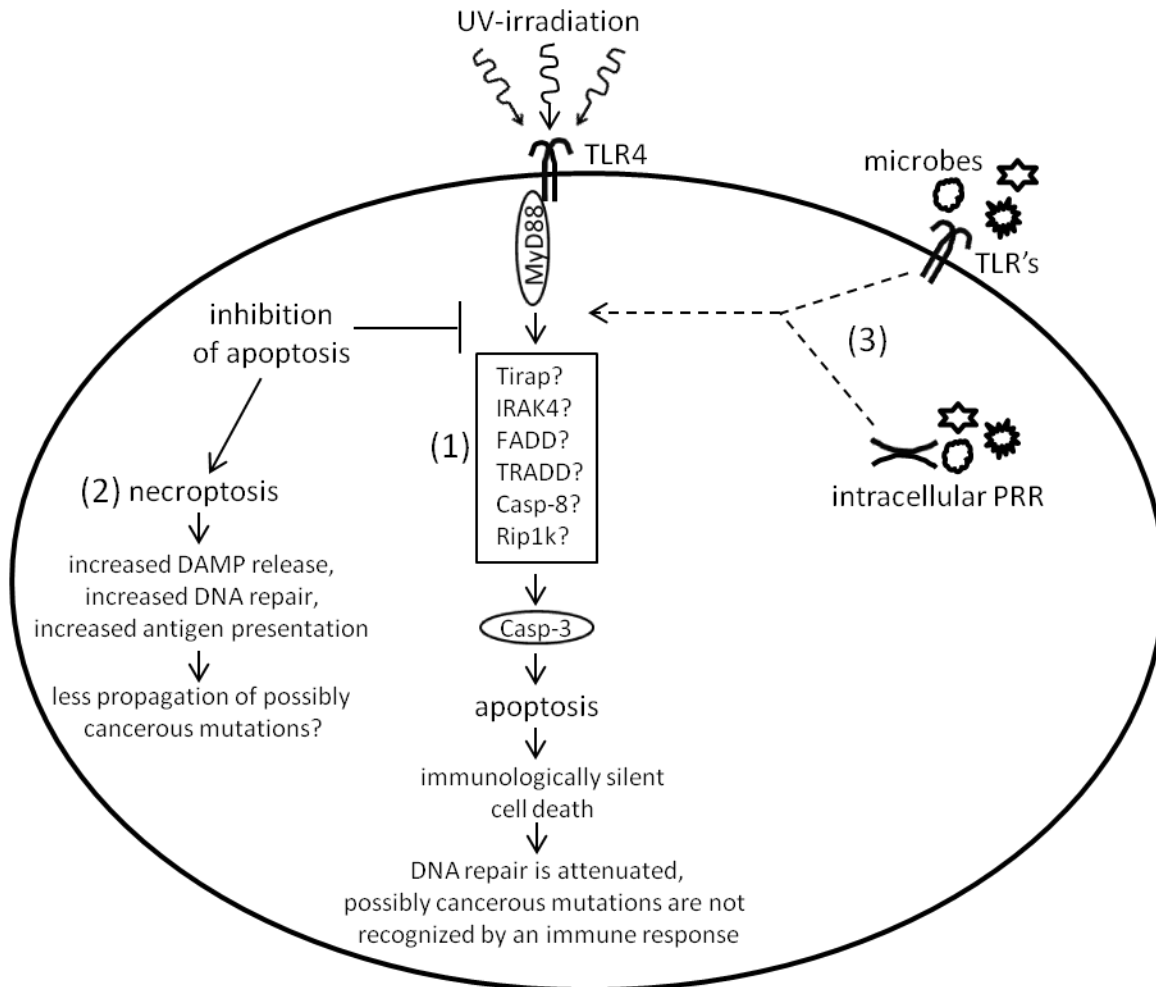 UV-irradiation
TLR4
microbes
TLR's
MyD88
inhibition
of apoptosis
(3)
Tirap?
IRAK4?
FADD?
TRADD?
Casp-8?
Rip1k?
(1)
intracellular PRR
(2) necroptosis
increased DAMP release,
increased DNA repair,
increased antigen presentation
less propagation of possibly
cancerous mutations?
Casp-3
apoptosis
immunologically silent
cell death
DNA repair is attenuated,
possibly cancerous mutations are not
recognized by an immune response